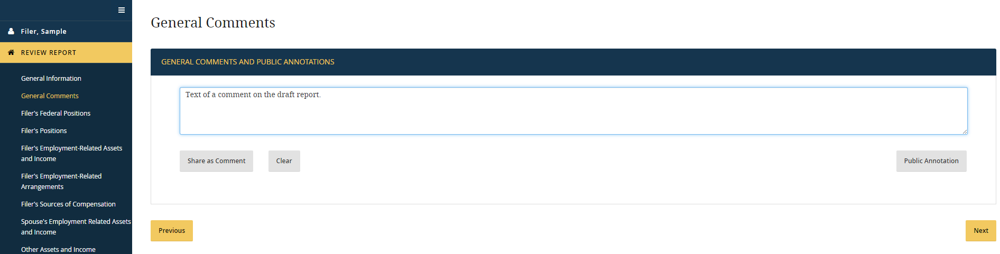 Filer, Sample
REVIEW REPORT
General Information
General Comments
Filer's Federal Positions
Filer's Positions
Filer's Employment-Related Assets
and Income
Filer's Employment-Related
Arrangements
Filer's Sources of Compensation
Spouse's Employment Related Assets
and Income
Other Assets and Income
General Comments
GENERAL COMMENTS AND PUBLIC ANNOTATIONS
Text of a comment on the draft report.
Share as Comment
Clear
Public Annotation
Previous
Next